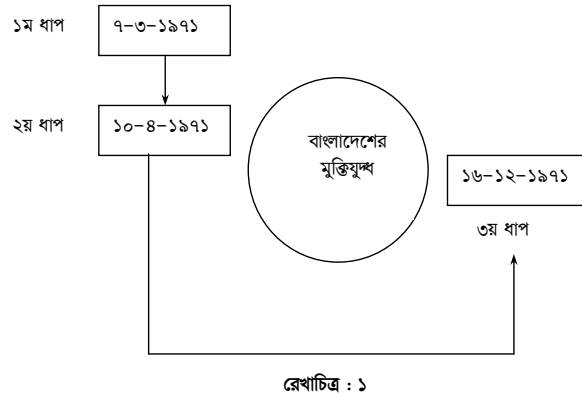 ১ম ধাপ ৭-৩-১৯৭১
২য় ধাপ ১০-৪-১৯৭১
বাংলাদেশের
মুক্তিযুদ্ধ
১৬-১২-১৯৭১
৩য় ধাপ
রেখাচিত্র : ১